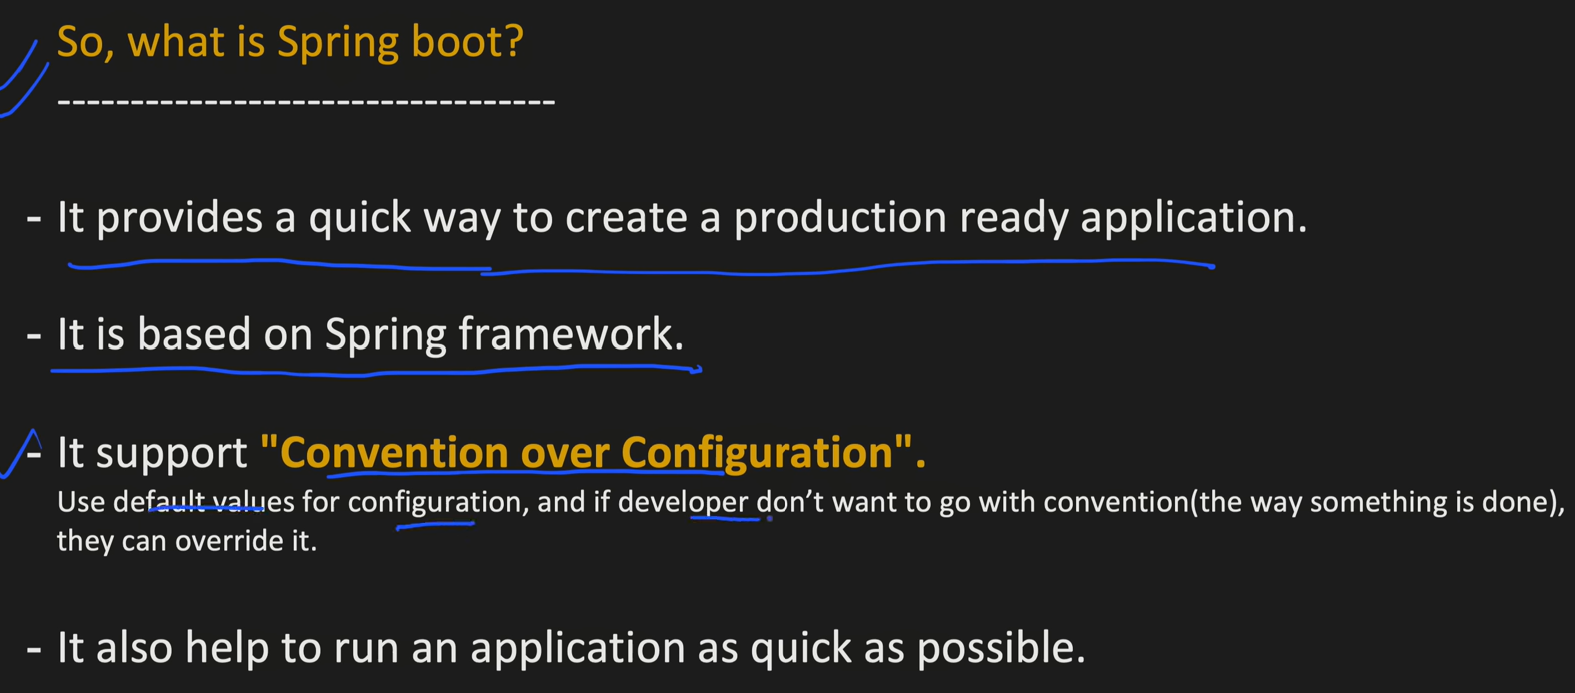 So, what is Spring boot?
----------------------------------
- It provides a quick way to create a production ready application.
- It is based on Spring framework.
- It support "Convention over Configuration".
Use default values for configuration, and if developer don’t want to go with convention(the way something is done),
they can override it.
- It also help to run an application as quick as possible.